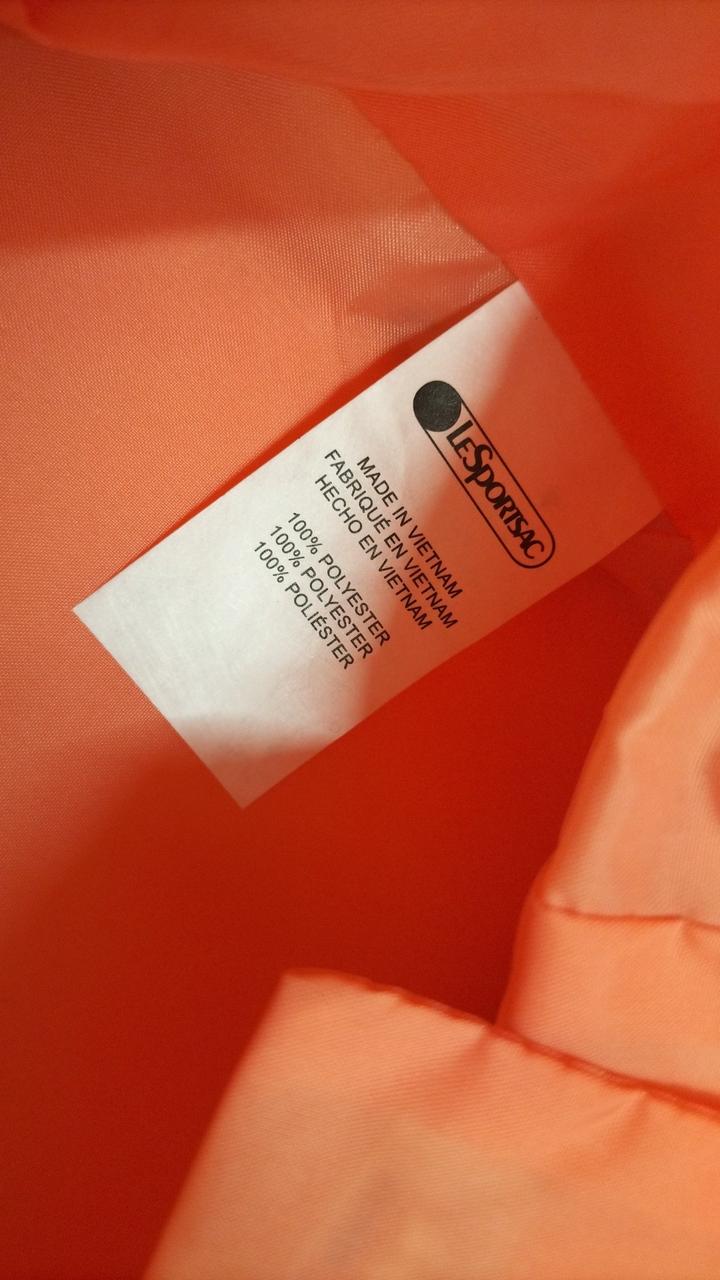 LESPORTSAC
MADE IN VIETNAM
FABRIQUÉ EN VIETNAM
HECHO EN VIETNAM
100% POLYESTER
100% POLYESTER
100% POLIÉSTER